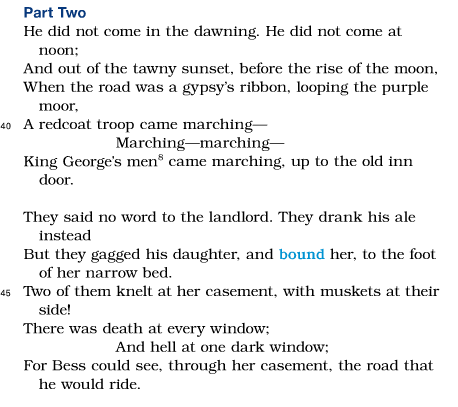 Part Two
He did not come in the dawning. He did not come at
noon;
And out of the tawny sunset, before the rise of the moon,
When the road was a gypsy's ribbon, looping the purple
moor,
40 A redcoat troop came marching—
Marching—marching—
King George's men⁸ came marching, up to the old inn
door.
They said no word to the landlord. They drank his ale
instead
But they gagged his daughter, and bound her, to the foot
of her narrow bed.
45 Two of them knelt at her casement, with muskets at their
side!
There was death at every window;
And hell at one dark window;
For Bess could see, through her casement, the road that
he would ride.